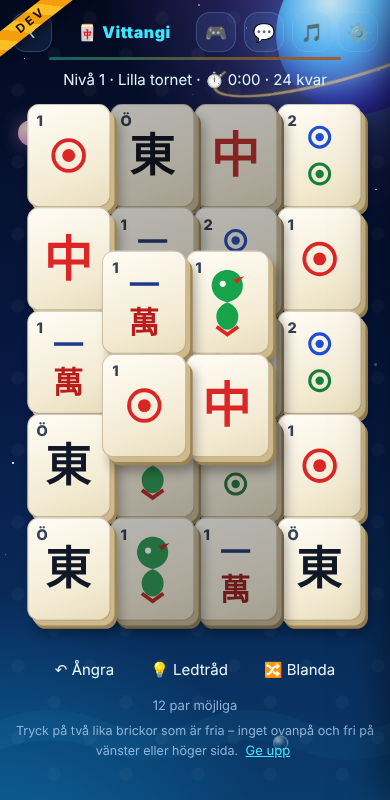 DEV
🀄 Vittangi
Nivå 1 · Lilla tornet · ⏱ 0:00 · 24 kvar
1 Ö 東 中 2
中 1 一 2 1
1 一 萬 1
1 一 萬 2
1 中
Ö 東 1
Ö 東 1 1 一 萬 Ö 東
↶ Ångra 💡 Ledtråd 🔀 Blanda
12 par möjliga
Tryck på två lika brickor som är fria – inget ovanpå och fri på
vänster eller höger sida. Ge upp